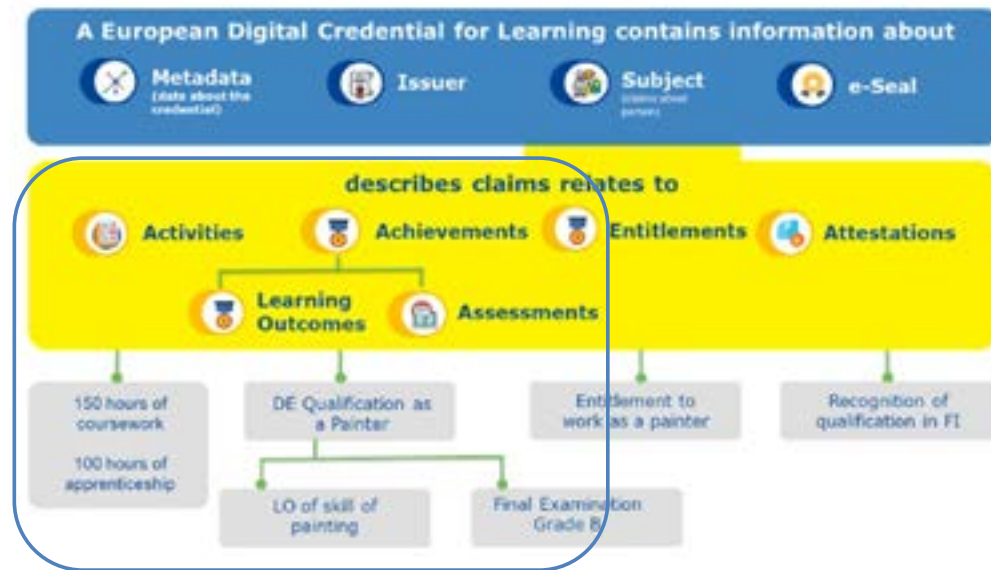 A European Digital Credential for Learning contains information about
Metadata
(data about the
credential)
Issuer
Subject
(claims about
person)
e-Seal
describes claims relates to
Activities
Achievements
Entitlements
Attestations
Learning
Outcomes
Assessments
150 hours of
coursework
100 hours of
apprenticeship
DE Qualification as
a Painter
Entitlement to
work as a painter
Recognition of
qualification in FI
LO of skill of
painting
Final Examination
Grade B